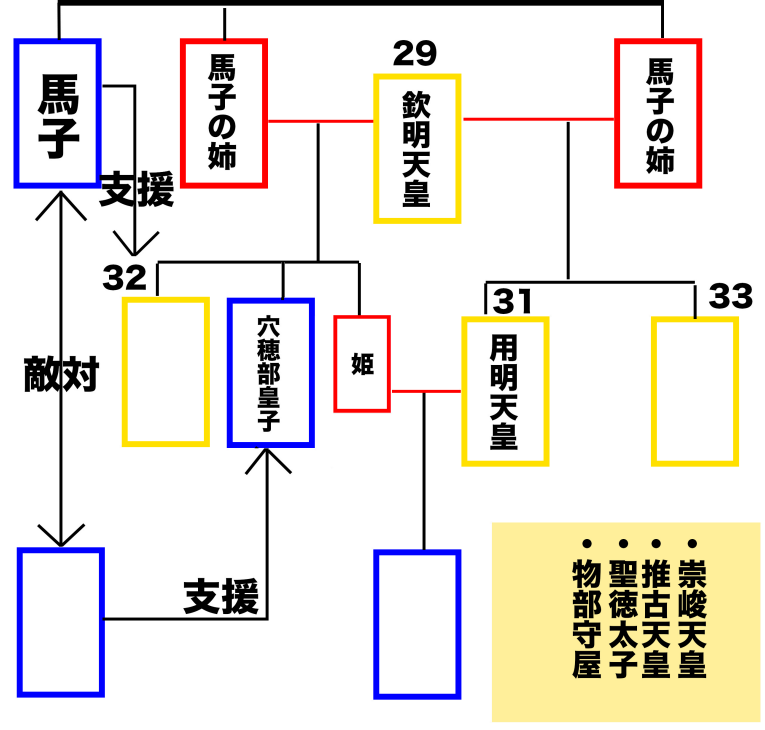 29
馬子
馬子の姉
欽明天皇
馬子の姉
支援
32
31
33
穴穂部皇子
姫
用明天皇
敵対
支援
・崇峻天皇
・推古天皇
・聖徳太子
・物部守屋